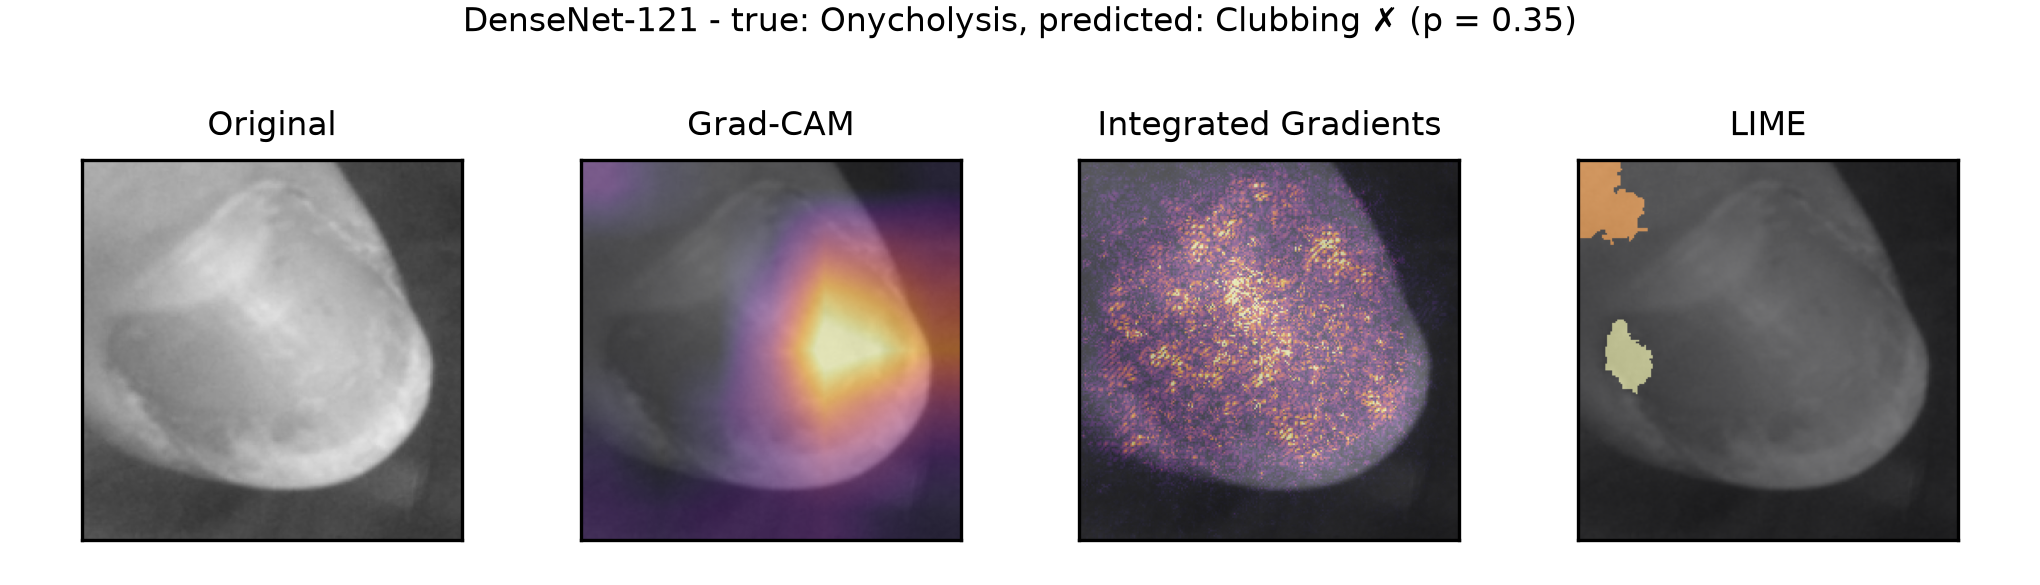 DenseNet-121 - true: Onycholysis, predicted: Clubbing ✗ (p = 0.35)
Original
Grad-CAM
Integrated Gradients
LIME